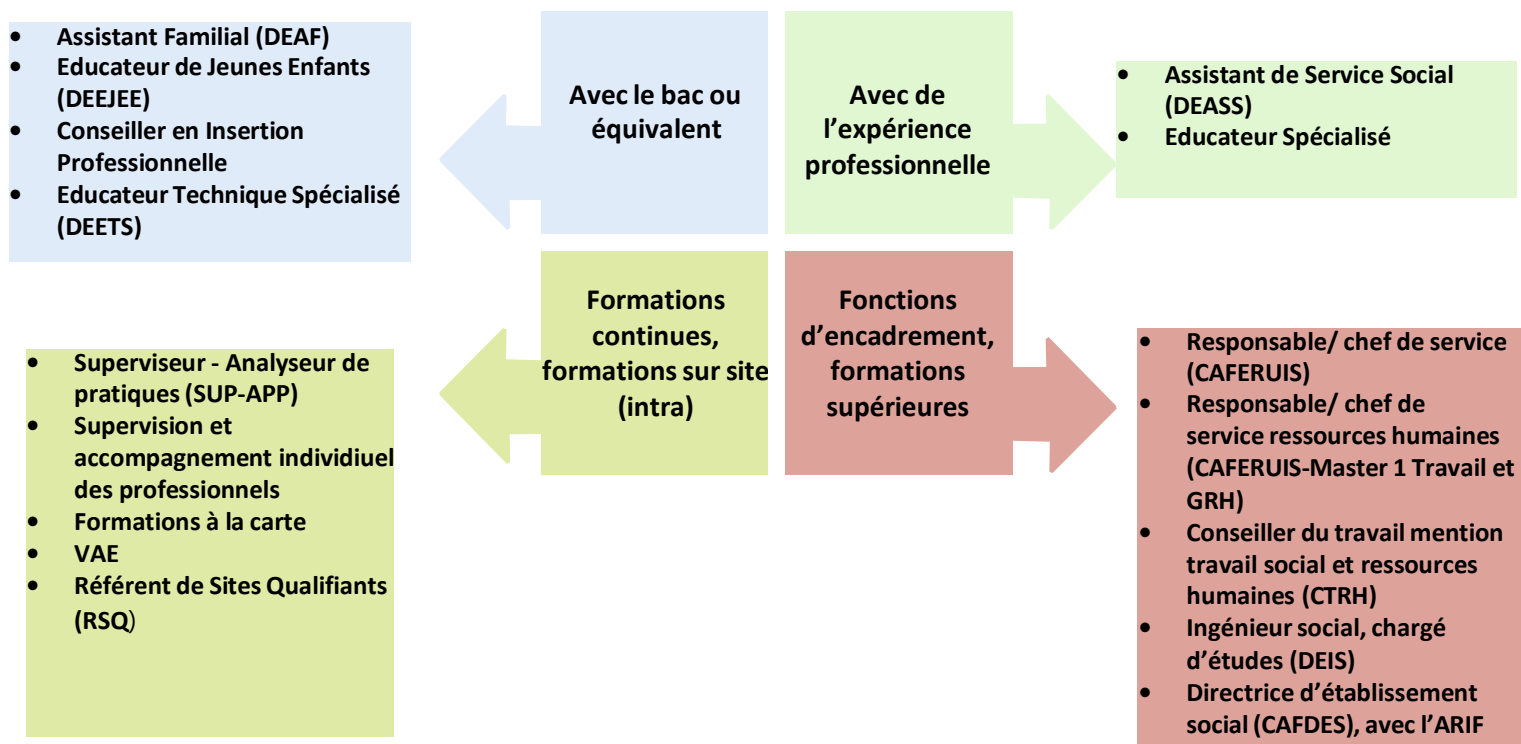 • Assistant Familial (DEAF)
• Educateur de Jeunes Enfants
(DEEJEE)
• Conseiller en Insertion
Professionnelle
• Educateur Technique Spécialisé
(DEETS)
Avec le bac ou
équivalent
Avec de
l’expérience
professionnelle
• Assistant de Service Social
(DEASS)
• Educateur Spécialisé
Formations
continues,
formations sur site
(intra)
Fonctions
d’encadrement,
formations
supérieures
• Superviseur - Analyseur de
pratiques (SUP-APP)
• Supervision et
accompagnement individiuel
des professionnels
• Formations à la carte
• VAE
• Référent de Sites Qualifiants
(RSQ)
• Responsable/ chef de service
(CAFERUIS)
• Responsable/ chef de
service ressources humaines
(CAFERUIS-Master 1 Travail et
GRH)
• Conseiller du travail mention
travail social et ressources
humaines (CTRH)
• Ingénieur social, chargé
d’études (DEIS)
• Directrice d’établissement
social (CAFDES), avec l’ARIF